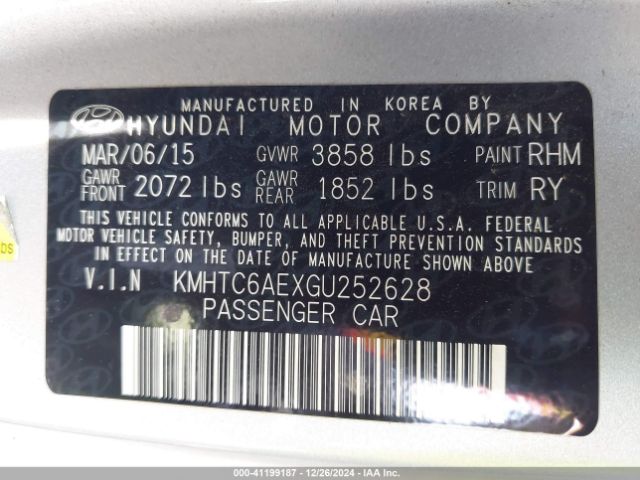 MANUFACTURED IN KOREA BY
HYUNDAI MOTOR COMPANY
MAR/06/15 GVWR 3858 lbs PAINT RHM
GAWR FRONT 2072 lbs GAWR REAR 1852 lbs TRIM RY
THIS VEHICLE CONFORMS TO ALL APPLICABLE U.S.A. FEDERAL
MOTOR VEHICLE SAFETY, BUMPER, AND THEFT PREVENTION STANDARDS
IN EFFECT ON THE DATE OF MANUFACTURE SHOWN ABOVE.
V.I.N KMHTC6AEXGU252628
PASSENGER CAR
bs
000-41199187 - 12/26/2024 - IAAI.COM